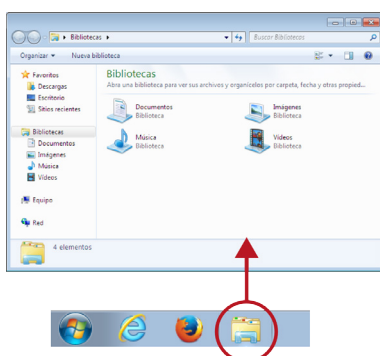 Bibliotecas
Buscar Bibliotecas
Organizar
Nueva biblioteca
Favoritos
Descargas
Escritorio
Sitios recientes
Bibliotecas
Documentos
Imágenes
Música
Vídeos
Equipo
Red
Bibliotecas
Abra una biblioteca para ver sus archivos y organícelos por carpeta, fecha y otras propied...
Documentos
Biblioteca
Imágenes
Biblioteca
Música
Biblioteca
Vídeos
Biblioteca
4 elementos